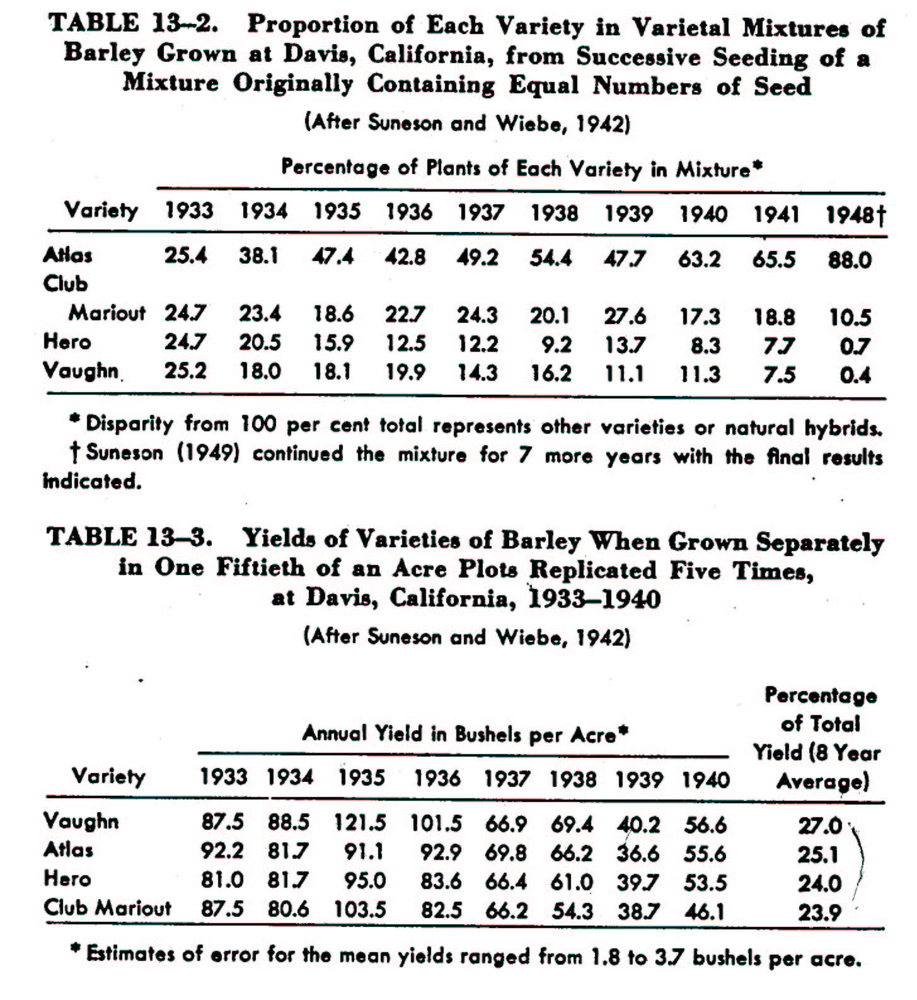 TABLE 13–2. Proportion of Each Variety in Varietal Mixtures of
Barley Grown at Davis, California, from Successive Seeding of a
Mixture Originally Containing Equal Numbers of Seed
(After Suneson and Wiebe, 1942)
Percentage of Plants of Each Variety in Mixture*
Variety 1933 1934 1935 1936 1937 1938 1939 1940 1941 1948†
Atlas 25.4 38.1 47.4 42.8 49.2 54.4 47.7 63.2 65.5 88.0
Club
Mariout 24.7 23.4 18.6 22.7 24.3 20.1 27.6 17.3 18.8 10.5
Hero 24.7 20.5 15.9 12.5 12.2 9.2 13.7 8.3 7.7 0.7
Vaughn 25.2 18.0 18.1 19.9 14.3 16.2 11.1 11.3 7.5 0.4
* Disparity from 100 per cent total represents other varieties or natural hybrids.
† Suneson (1949) continued the mixture for 7 more years with the final results
indicated.
TABLE 13–3. Yields of Varieties of Barley When Grown Separately
in One Fiftieth of an Acre Plots Replicated Five Times,
at Davis, California, 1933–1940
(After Suneson and Wiebe, 1942)
Percentage
of Total
Annual Yield in Bushels per Acre*
Yield (8 Year
Variety 1933 1934 1935 1936 1937 1938 1939 1940 Average)
Vaughn 87.5 88.5 121.5 101.5 66.9 69.4 40.2 56.6 27.0
Atlas 92.2 81.7 91.1 92.9 69.8 66.2 36.6 55.6 25.1
Hero 81.0 81.7 95.0 83.6 66.4 61.0 39.7 53.5 24.0
Club Mariout 87.5 80.6 103.5 82.5 66.2 54.3 38.7 46.1 23.9
* Estimates of error for the mean yields ranged from 1.8 to 3.7 bushels per acre.